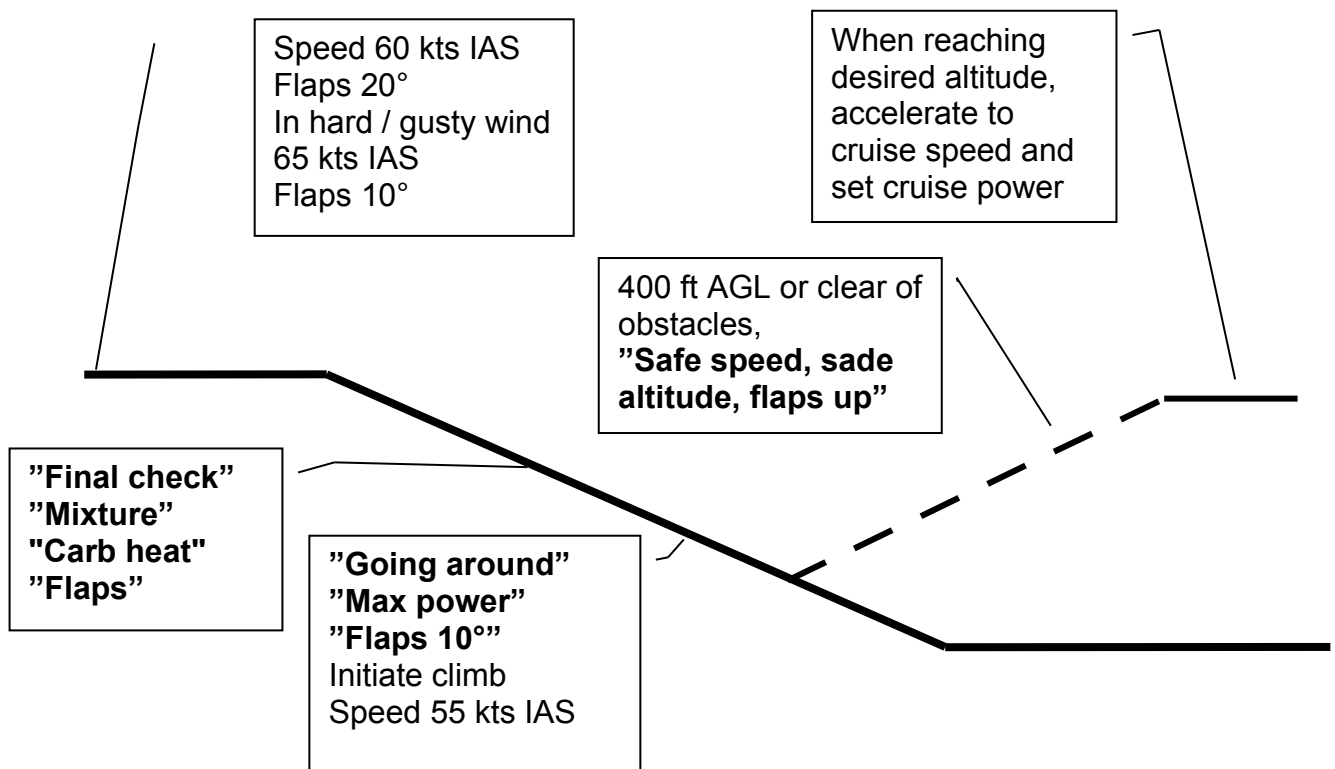 Speed 60 kts IAS
Flaps 20°
In hard / gusty wind
65 kts IAS
Flaps 10°
When reaching
desired altitude,
accelerate to
cruise speed and
set cruise power
400 ft AGL or clear of
obstacles,
”Safe speed, sade
altitude, flaps up”
”Final check”
”Mixture”
"Carb heat"
”Flaps”
”Going around”
”Max power”
”Flaps 10°”
Initiate climb
Speed 55 kts IAS